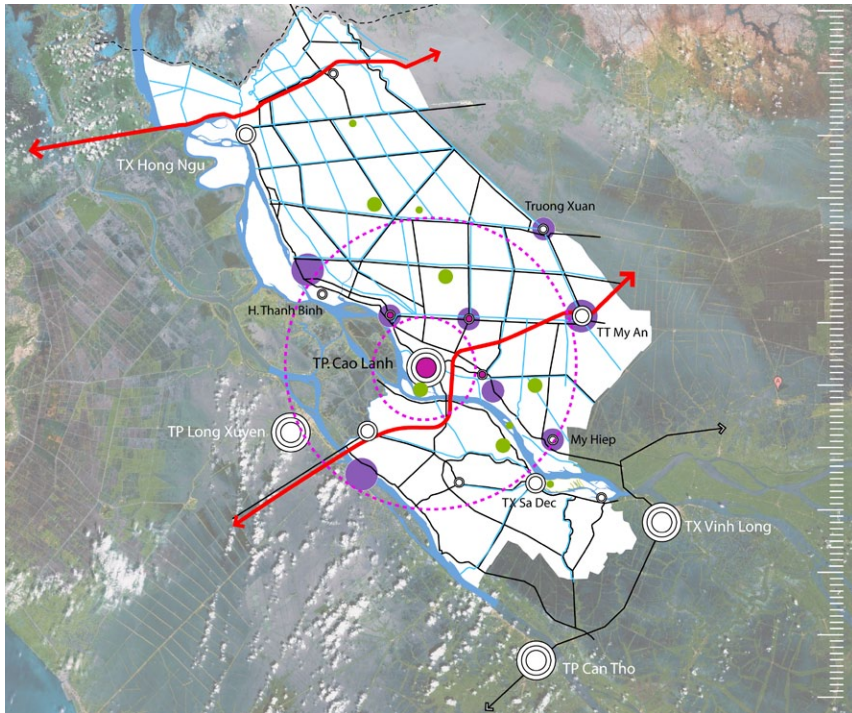 TX Hong Ngu
Truong Xuan
H.Thanh Binh
TT My An
TP. Cao Lanh
TP Long Xuyen
My Hiep
TX Sa Dec
TX Vinh Long
TP Can Tho